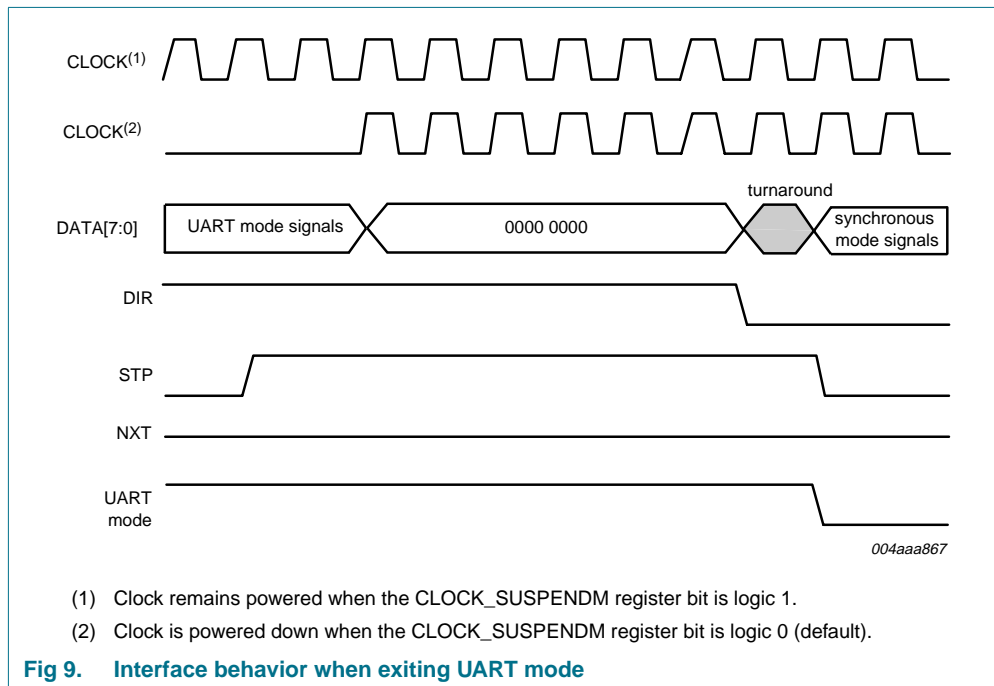 CLOCK(1)
CLOCK(2)
turnaround
DATA[7:0]
UART mode signals
0000 0000
synchronous
mode signals
DIR
STP
NXT
UART
mode
004aaa867
(1) Clock remains powered when the CLOCK_SUSPENDM register bit is logic 1.
(2) Clock is powered down when the CLOCK_SUSPENDM register bit is logic 0 (default).
Fig 9. Interface behavior when exiting UART mode